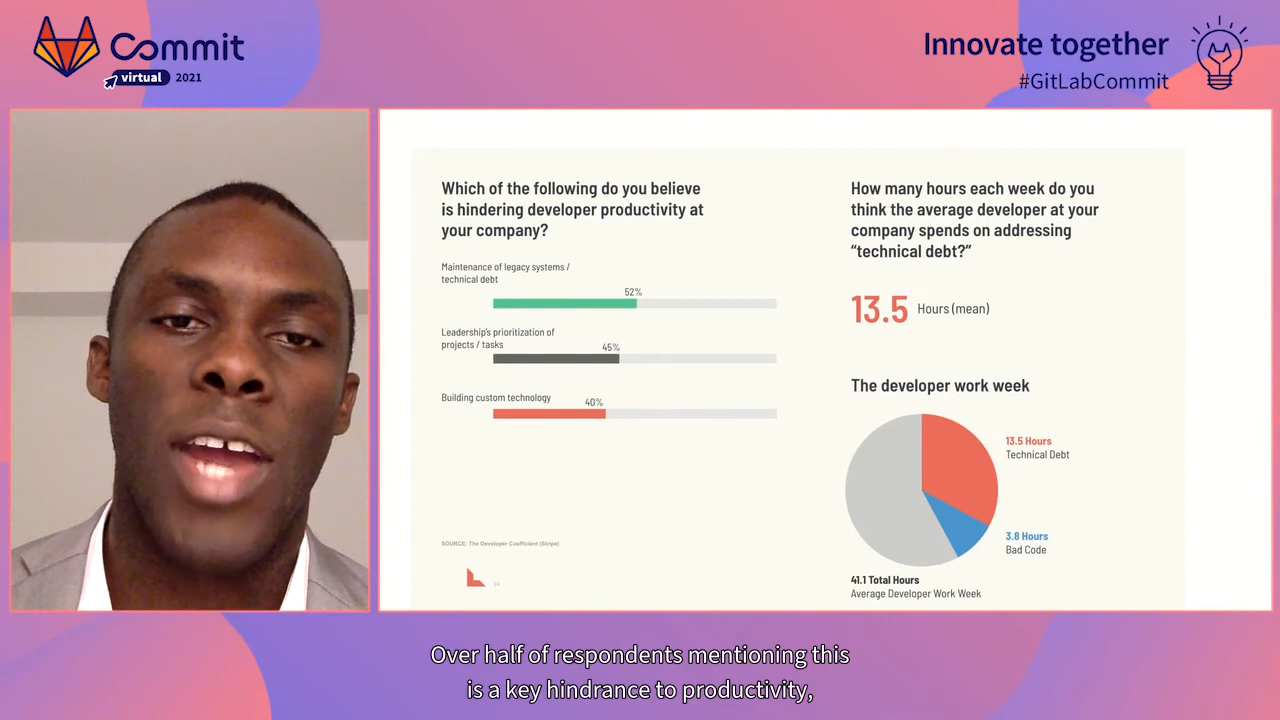 Commit
virtual 2021
Innovate together
#GitLabCommit
Which of the following do you believe
is hindering developer productivity at
your company?
Maintenance of legacy systems /
technical debt
52%
Leadership's prioritization of
projects / tasks
45%
Building custom technology
40%
SOURCE: The Developer Coefficient (Stripe)
24
How many hours each week do you
think the average developer at your
company spends on addressing
“technical debt?”
13.5 Hours (mean)
The developer work week
13.5 Hours
Technical Debt
3.8 Hours
Bad Code
41.1 Total Hours
Average Developer Work Week
Over half of respondents mentioning this
is a key hindrance to productivity,